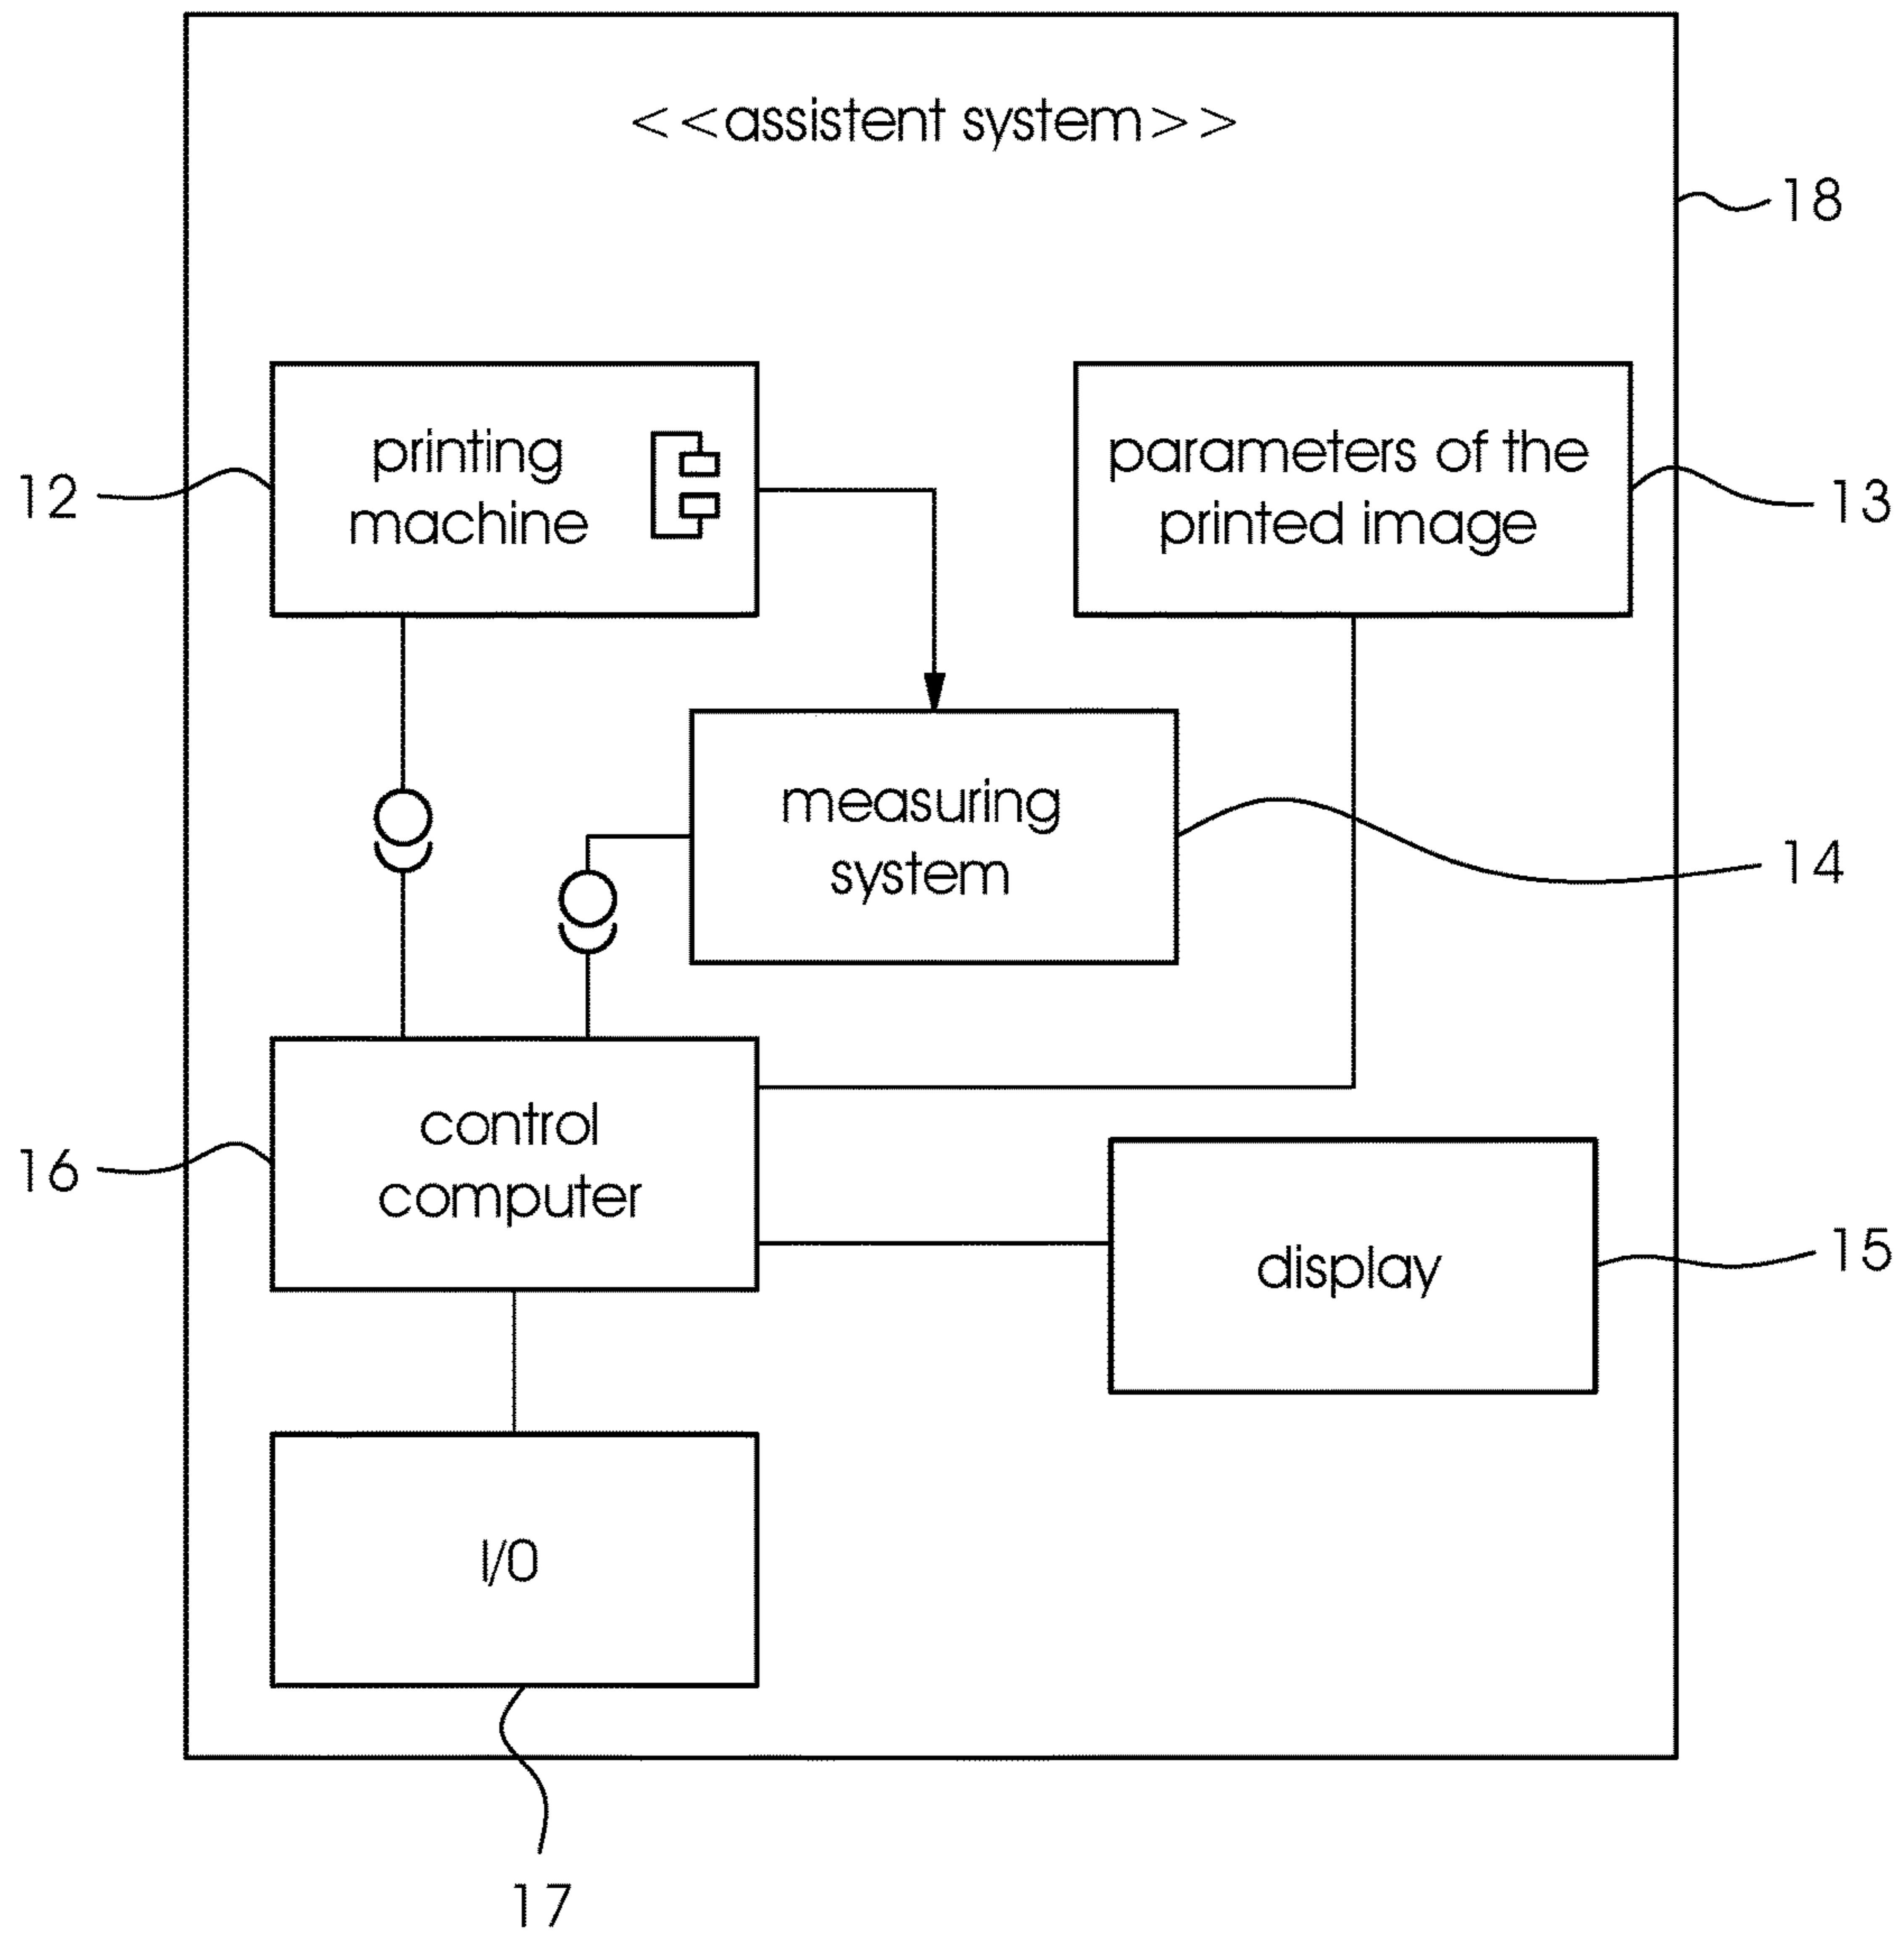 <<assistent system>>
18
printing
machine
12
parameters of the
printed image
13
measuring
system
14
control
computer
16
display
15
I/O
17